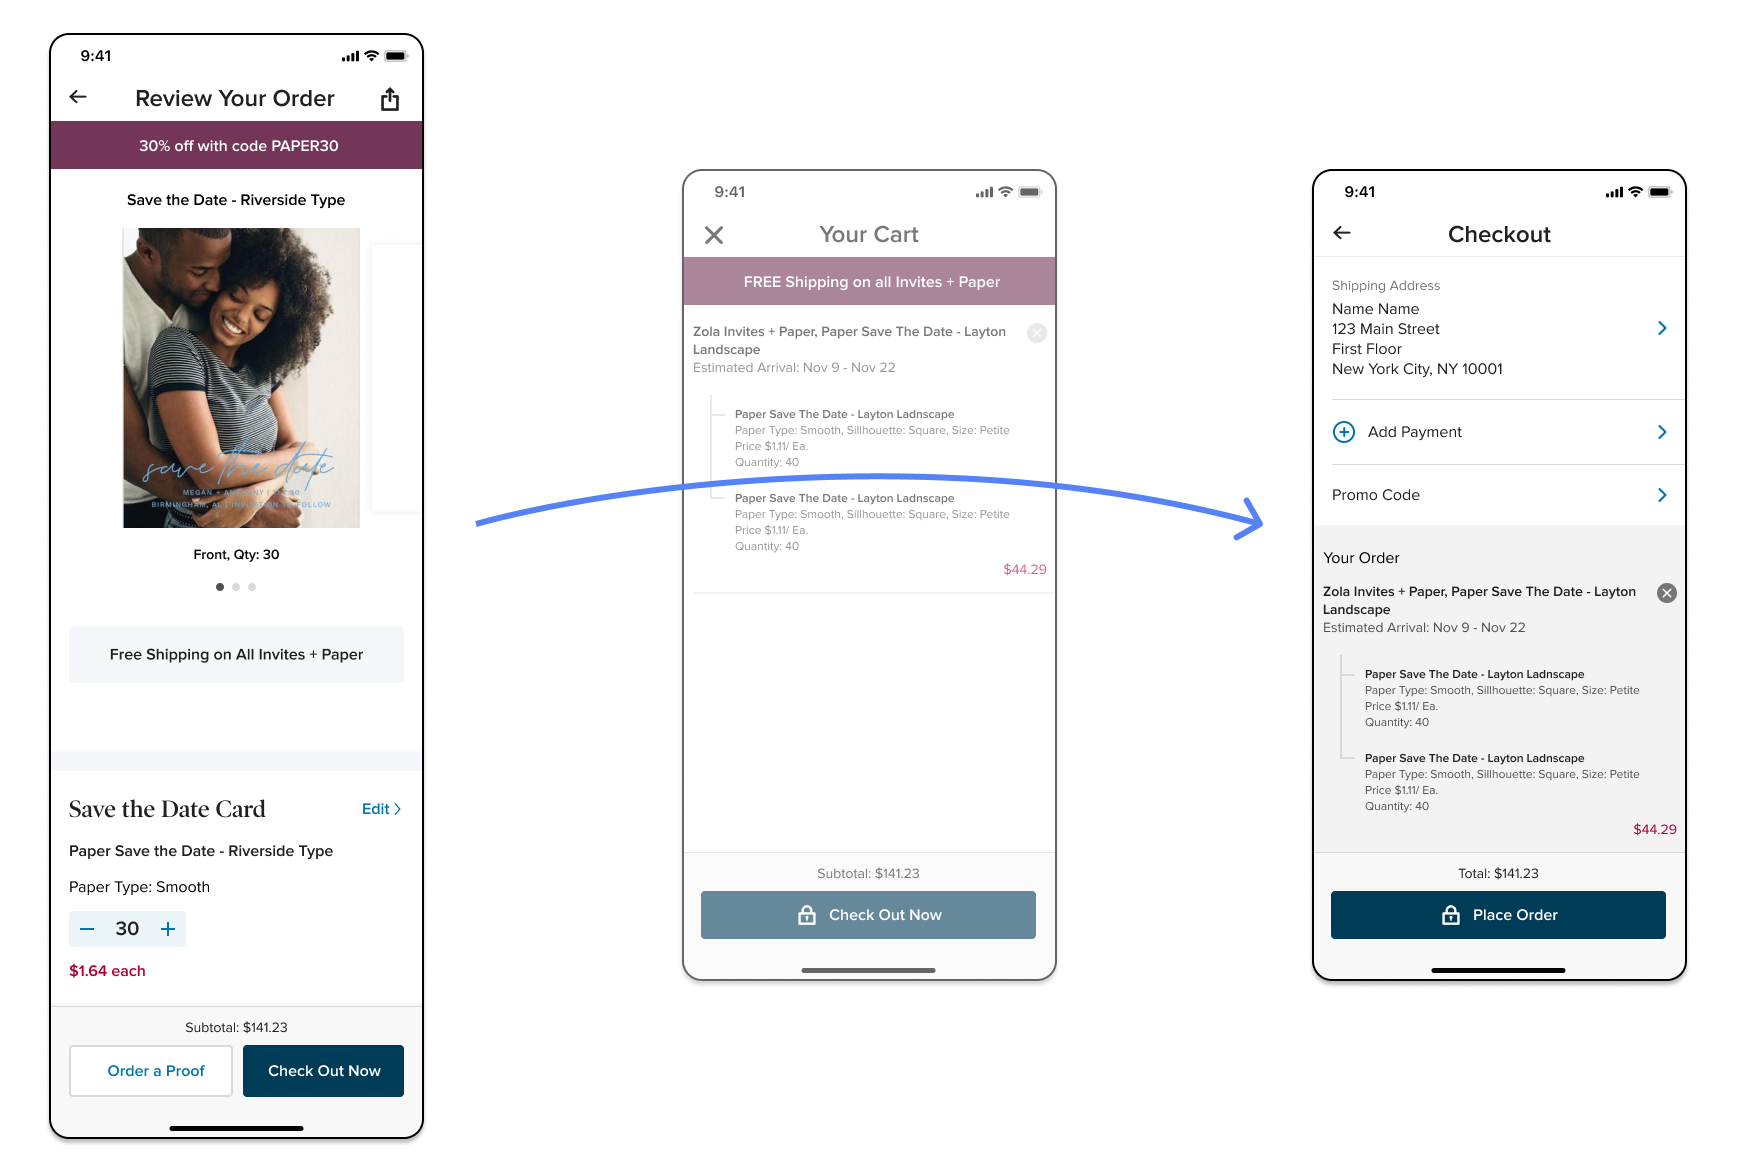 9:41
Review Your Order
30% off with code PAPER30
Save the Date - Riverside Type
save the date
BIRMINGHAM, AL | INVITATION TO FOLLOW
Front, Qty: 30
Free Shipping on All Invites + Paper
Save the Date Card
Edit
Paper Save the Date - Riverside Type
Paper Type: Smooth
30
$1.64 each
Subtotal: $141.23
Order a Proof
Check Out Now
9:41
Your Cart
FREE Shipping on all Invites + Paper
Zola Invites + Paper, Paper Save The Date - Layton
Landscape
Estimated Arrival: Nov 9 - Nov 22
Paper Save The Date - Layton Ladnscape
Paper Type: Smooth, Sillhouette: Square, Size: Petite
Price $1.11/ Ea.
Quantity: 40
Paper Save The Date - Layton Ladnscape
Paper Type: Smooth, Sillhouette: Square, Size: Petite
Price $1.11/ Ea.
Quantity: 40
$44.29
Subtotal: $141.23
Check Out Now
9:41
Checkout
Shipping Address
Name Name
123 Main Street
First Floor
New York City, NY 10001
Add Payment
Promo Code
Your Order
Zola Invites + Paper, Paper Save The Date - Layton
Landscape
Estimated Arrival: Nov 9 - Nov 22
Paper Save The Date - Layton Ladnscape
Paper Type: Smooth, Sillhouette: Square, Size: Petite
Price $1.11/ Ea.
Quantity: 40
Paper Save The Date - Layton Ladnscape
Paper Type: Smooth, Sillhouette: Square, Size: Petite
Price $1.11/ Ea.
Quantity: 40
$44.29
Total: $141.23
Place Order